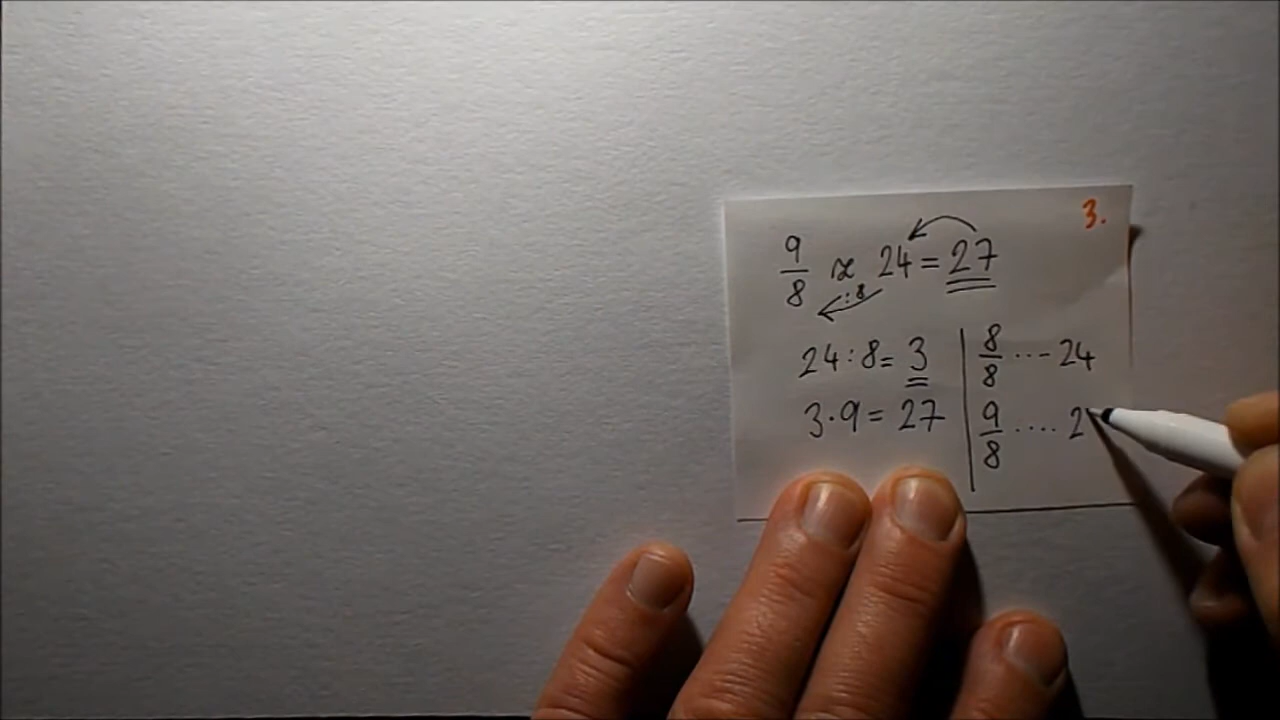 3.
9/8 z 24 = 27
:8
24 : 8 = 3
3 · 9 = 27
8/8 ... 24
9/8 .... 2